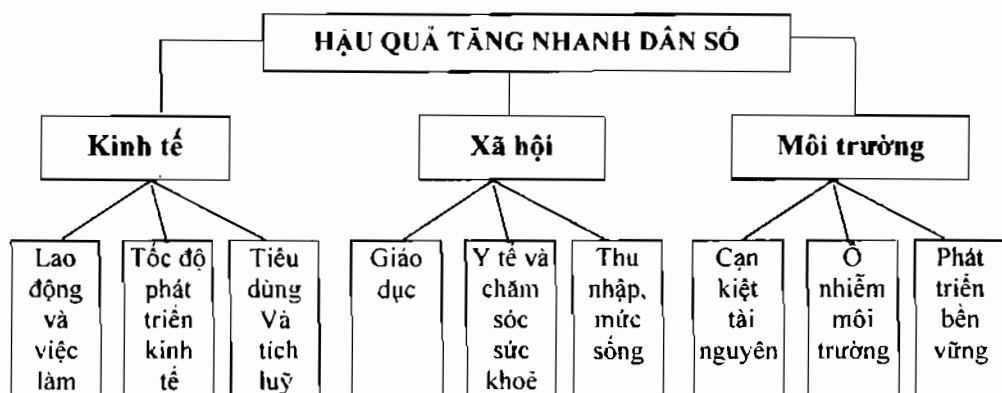 HẬU QUẢ TĂNG NHANH DÂN SỐ
Kinh tế
Xã hội
Môi trường
Lao
động
và
việc
làm
Tốc độ
phát
triển
kinh
tế
Tiêu
dùng
Và
tích
luỹ
Giáo
dục
Y tế và
chăm
sóc
sức
khoẻ
Thu
nhập,
mức
sống
Cạn
kiệt
tài
nguyên
Ô
nhiễm
môi
trường
Phát
triển
bền
vững